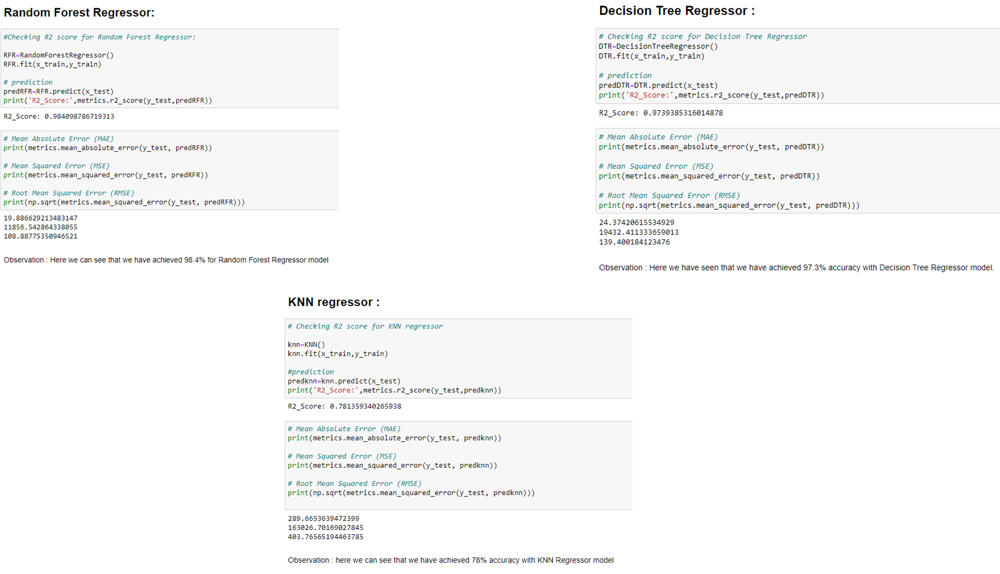 Random Forest Regressor:
#Checking R2 score for Random Forest Regressor:
RFR=RandomForestRegressor()
RFR.fit(x_train,y_train)
# prediction
predRFR=RFR.predict(x_test)
print('R2_Score:',metrics.r2_score(y_test,predRFR))
R2_Score: 0.984098786719313
# Mean Absolute Error (MAE)
print(metrics.mean_absolute_error(y_test, predRFR))
# Mean Squared Error (MSE)
print(metrics.mean_squared_error(y_test, predRFR))
# Root Mean Squared Error (RMSE)
print(np.sqrt(metrics.mean_squared_error(y_test, predRFR)))
19.886629213483147
11856.542864338055
108.88775350946521
Observation : Here we can see that we have achieved 98.4% for Random Forest Regressor model
Decision Tree Regressor :
# Checking R2 score for Decision Tree Regressor
DTR=DecisionTreeRegressor()
DTR.fit(x_train,y_train)
# prediction
predDTR=DTR.predict(x_test)
print('R2_Score:',metrics.r2_score(y_test,predDTR))
R2_Score: 0.9739385316014878
# Mean Absolute Error (MAE)
print(metrics.mean_absolute_error(y_test, predDTR))
# Mean Squared Error (MSE)
print(metrics.mean_squared_error(y_test, predDTR))
# Root Mean Squared Error (RMSE)
print(np.sqrt(metrics.mean_squared_error(y_test, predDTR)))
24.37420615534929
19432.411333659013
139.400184123476
Observation : Here we have seen that we have achieved 97.3% accuracy with Decision Tree Regressor model.
KNN regressor :
# Checking R2 score for KNN regressor
knn=KNN()
knn.fit(x_train,y_train)
#prediction
predknn=knn.predict(x_test)
print('R2_Score:',metrics.r2_score(y_test,predknn))
R2_Score: 0.781359340265938
# Mean Absolute Error (MAE)
print(metrics.mean_absolute_error(y_test, predknn))
# Mean Squared Error (MSE)
print(metrics.mean_squared_error(y_test, predknn))
# Root Mean Squared Error (RMSE)
print(np.sqrt(metrics.mean_squared_error(y_test, predknn)))
289.6653639472399
163026.70169027845
403.76565194463785
Observation : here we can see that we have achieved 78% accuracy with KNN Regressor model